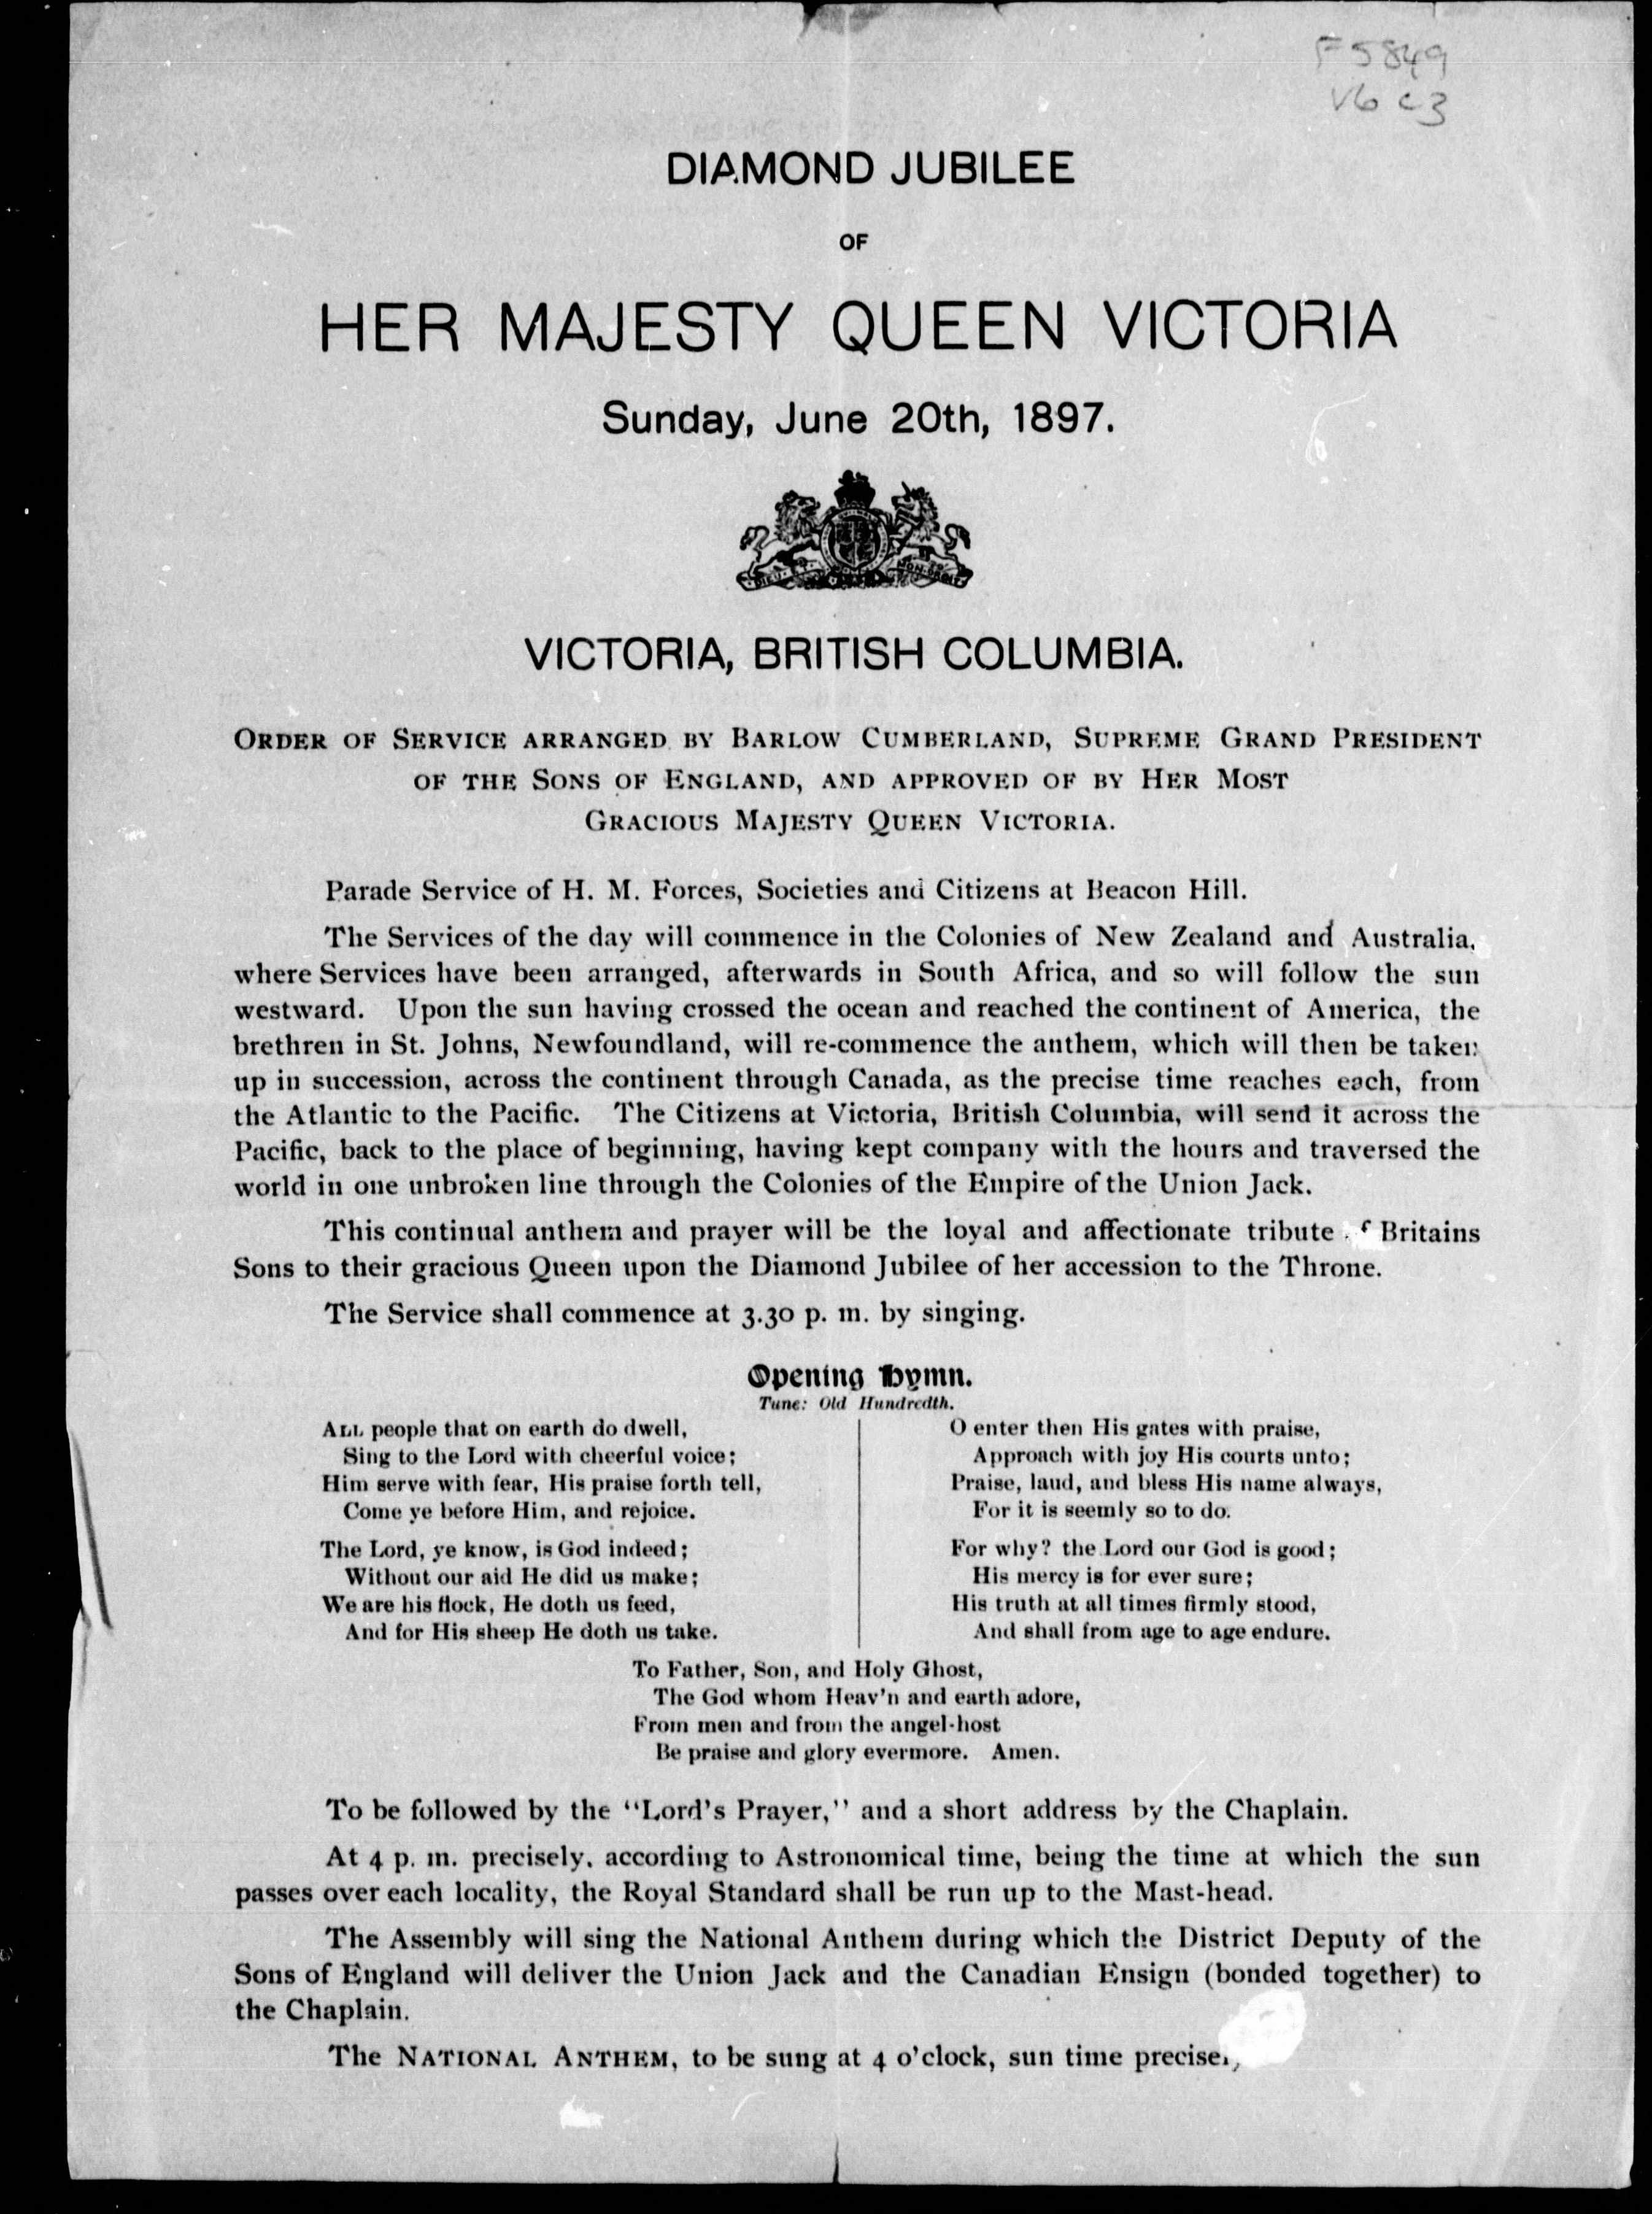 F5849
V6 C3
DIAMOND JUBILEE
OF
HER MAJESTY QUEEN VICTORIA
Sunday, June 20th, 1897.
DIEU ET MON DROIT
VICTORIA, BRITISH COLUMBIA.
ORDER OF SERVICE ARRANGED BY BARLOW CUMBERLAND, SUPREME GRAND PRESIDENT
OF THE SONS OF ENGLAND, AND APPROVED OF BY HER MOST
GRACIOUS MAJESTY QUEEN VICTORIA.
Parade Service of H. M. Forces, Societies and Citizens at Beacon Hill.
The Services of the day will commence in the Colonies of New Zealand and Australia,
where Services have been arranged, afterwards in South Africa, and so will follow the sun
westward. Upon the sun having crossed the ocean and reached the continent of America, the
brethren in St. Johns, Newfoundland, will re-commence the anthem, which will then be taken
up in succession, across the continent through Canada, as the precise time reaches each, from
the Atlantic to the Pacific. The Citizens at Victoria, British Columbia, will send it across the
Pacific, back to the place of beginning, having kept company with the hours and traversed the
world in one unbroken line through the Colonies of the Empire of the Union Jack.
This continual anthem and prayer will be the loyal and affectionate tribute f Britains
Sons to their gracious Queen upon the Diamond Jubilee of her accession to the Throne.
The Service shall commence at 3.30 p. m. by singing.
Opening Hymn.
Tune: Old Hundredth.
ALL people that on earth do dwell,
Sing to the Lord with cheerful voice;
Him serve with fear, His praise forth tell,
Come ye before Him, and rejoice.
The Lord, ye know, is God indeed;
Without our aid He did us make;
We are his flock, He doth us feed,
And for His sheep He doth us take.
O enter then His gates with praise,
Approach with joy His courts unto;
Praise, laud, and bless His name always,
For it is seemly so to do.
For why? the Lord our God is good;
His mercy is for ever sure;
His truth at all times firmly stood,
And shall from age to age endure.
To Father, Son, and Holy Ghost,
The God whom Heav'n and earth adore,
From men and from the angel-host
Be praise and glory evermore. Amen.
To be followed by the "Lord's Prayer," and a short address by the Chaplain.
At 4 p. m. precisely, according to Astronomical time, being the time at which the sun
passes over each locality, the Royal Standard shall be run up to the Mast-head.
The Assembly will sing the National Anthem during which the District Deputy of the
Sons of England will deliver the Union Jack and the Canadian Ensign (bonded together) to
the Chaplain.
The NATIONAL ANTHEM, to be sung at 4 o'clock, sun time precisely